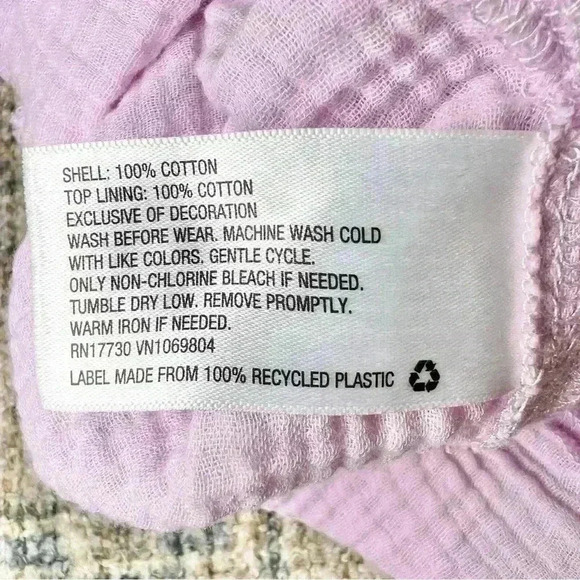 SHELL: 100% COTTON
TOP LINING: 100% COTTON
EXCLUSIVE OF DECORATION
WASH BEFORE WEAR. MACHINE WASH COLD
WITH LIKE COLORS. GENTLE CYCLE.
ONLY NON-CHLORINE BLEACH IF NEEDED.
TUMBLE DRY LOW. REMOVE PROMPTLY.
WARM IRON IF NEEDED.
RN17730 VN1069804
LABEL MADE FROM 100% RECYCLED PLASTIC